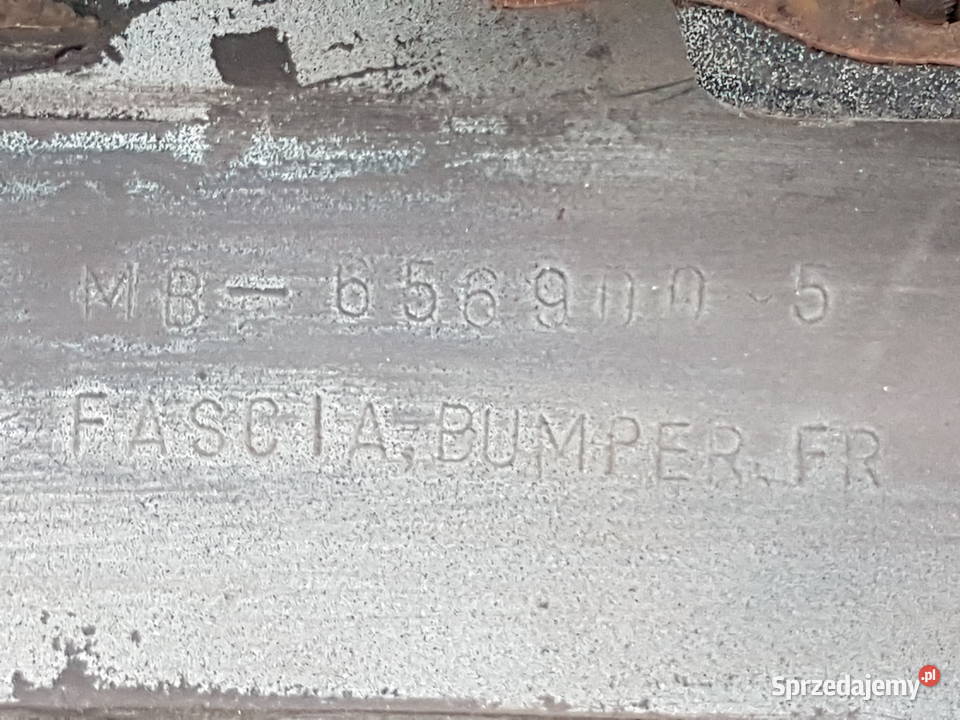 MB-656900-5
FASCIA, BUMPER. FR
Sprzedajemy.pl